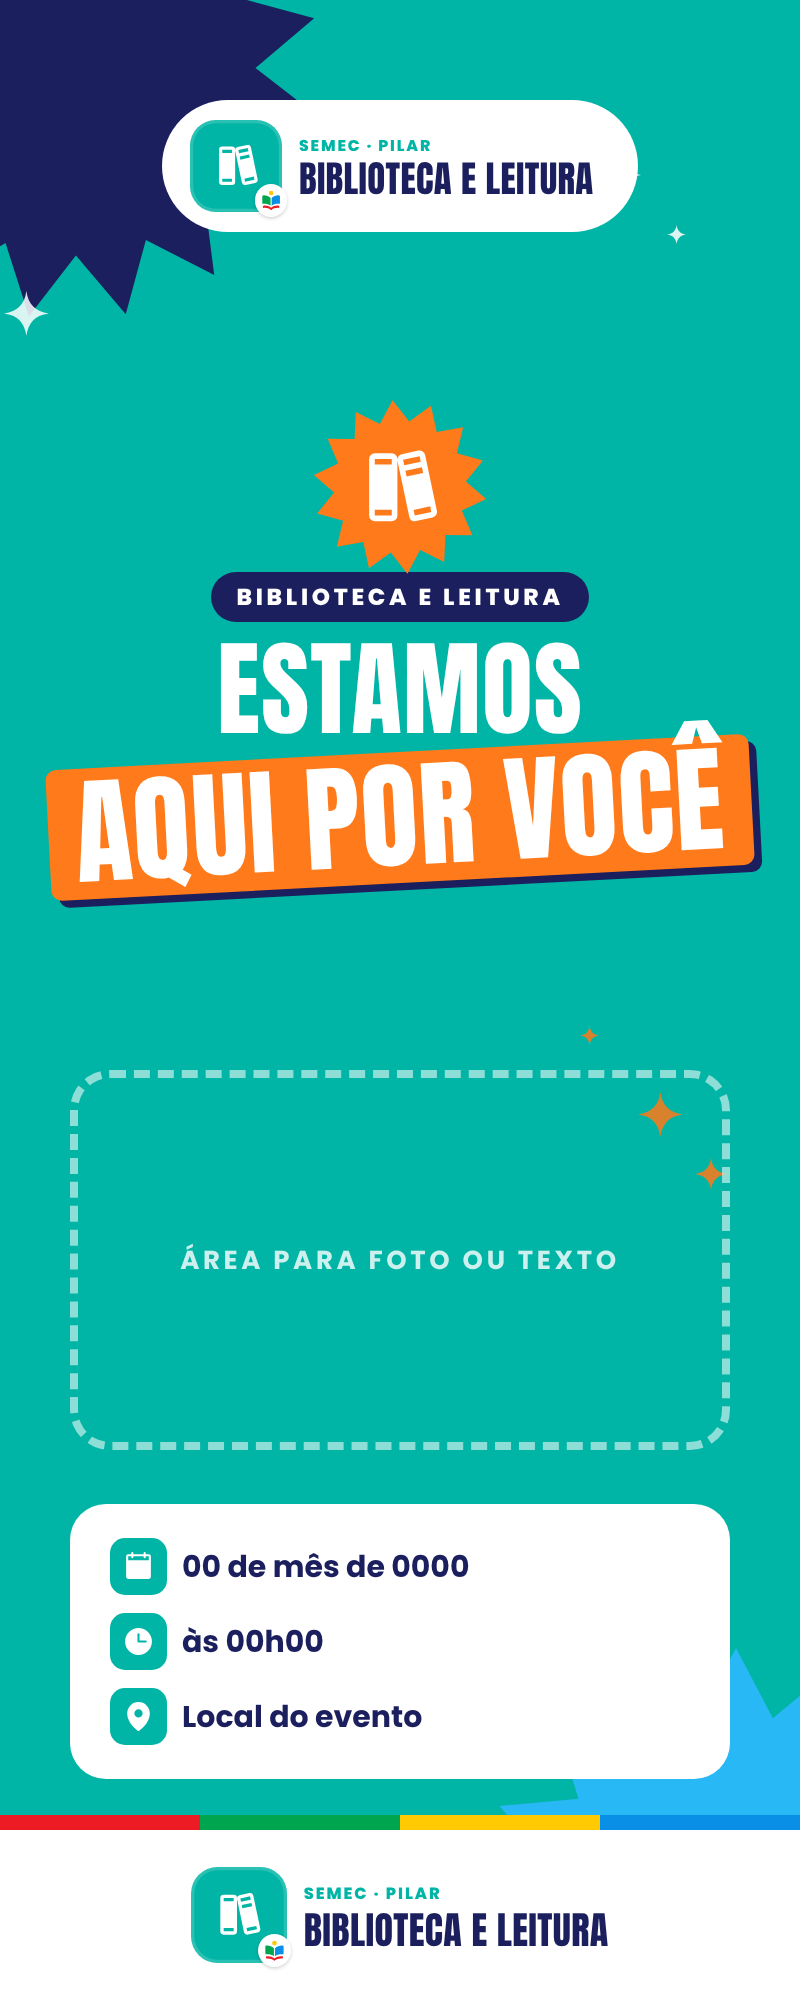 SEMEC · PILAR
BIBLIOTECA E LEITURA
BIBLIOTECA E LEITURA
ESTAMOS
AQUI POR VOCÊ
ÁREA PARA FOTO OU TEXTO
00 de mês de 0000
às 00h00
Local do evento
SEMEC · PILAR
BIBLIOTECA E LEITURA